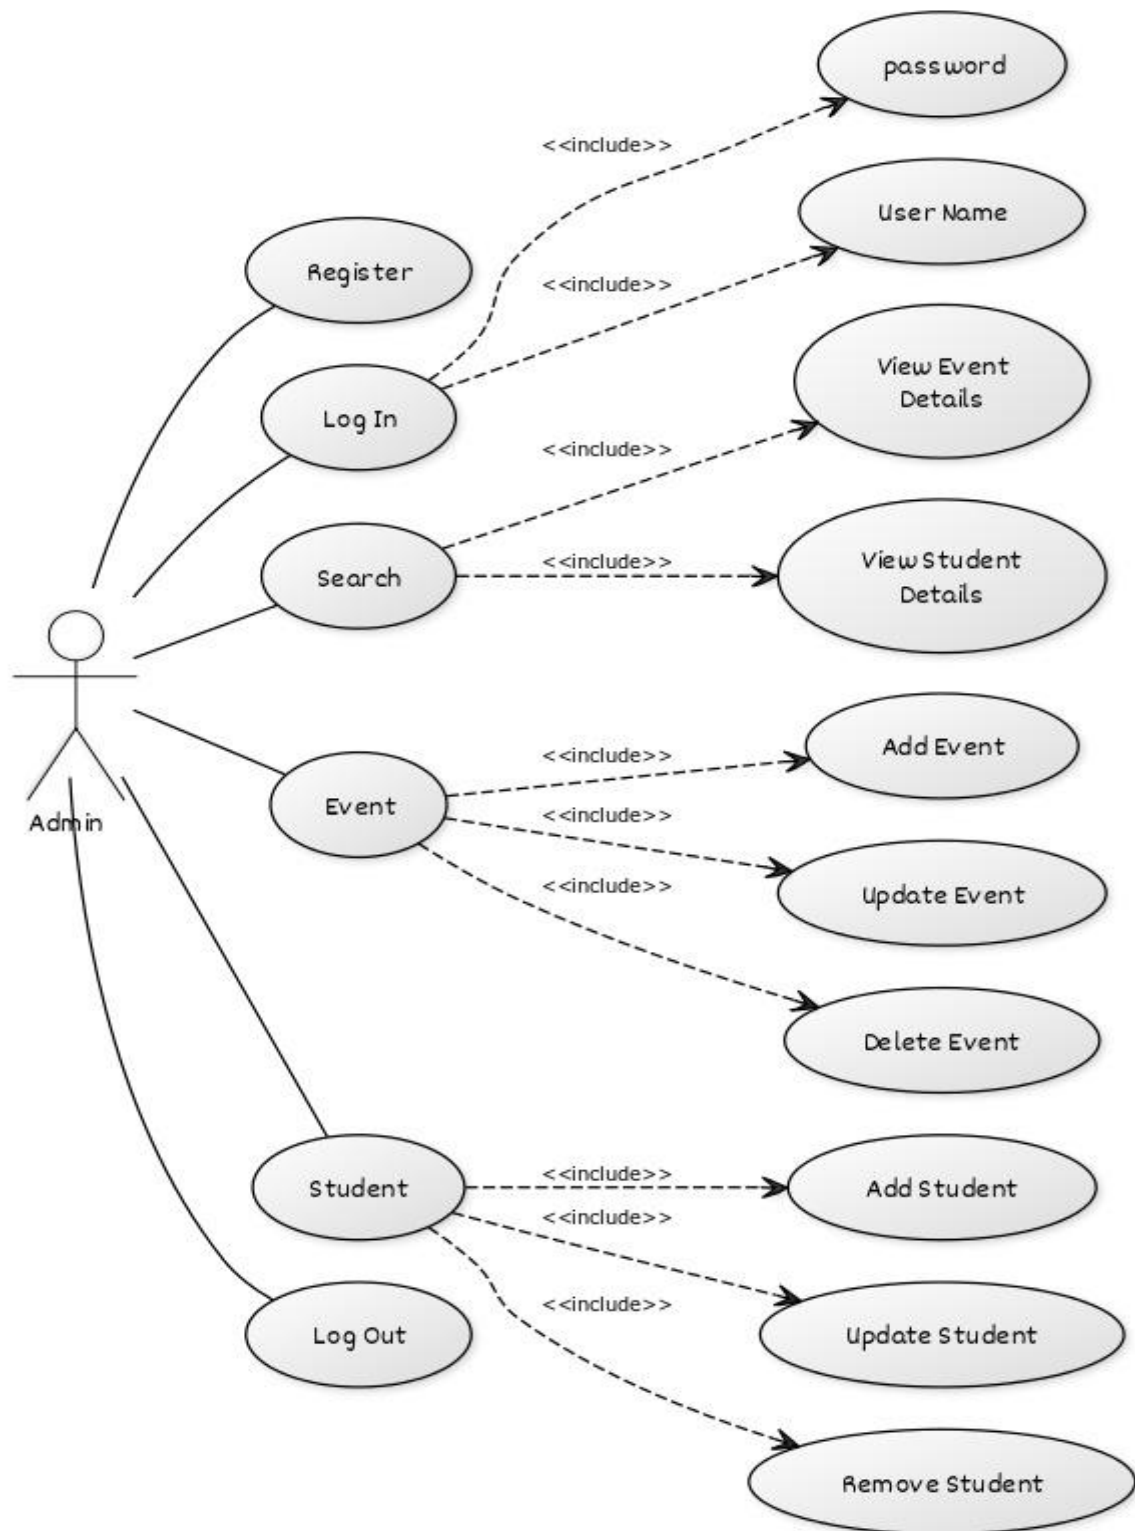 password
<<include>>
User Name
Register
<<include>>
View Event
Details
Log In
<<include>>
View Student
Details
<<include>>
Search
Add Event
<<include>>
Event
<<include>>
Admin
<<include>>
Update Event
Delete Event
<<include>>
Student
Add Student
<<include>>
<<include>>
Log Out
Update Student
Remove Student